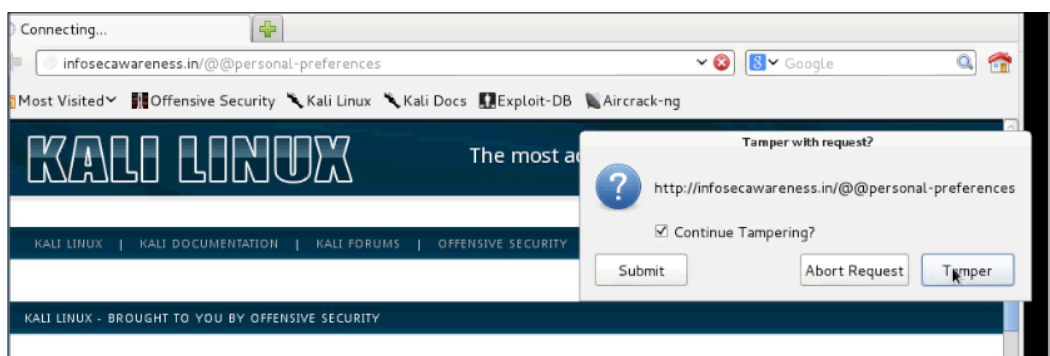 Connecting...
infosecawareness.in/@@personal-preferences
8 Google
Most Visited Offensive Security Kali Linux Kali Docs Exploit-DB Aircrack-ng
KALI LINUX The most a
Tamper with request?
http://infosecawareness.in/@@personal-preferences
Continue Tampering?
Submit Abort Request Tamper
KALI LINUX | KALI DOCUMENTATION | KALI FORUMS | OFFENSIVE SECURITY
KALI LINUX - BROUGHT TO YOU BY OFFENSIVE SECURITY